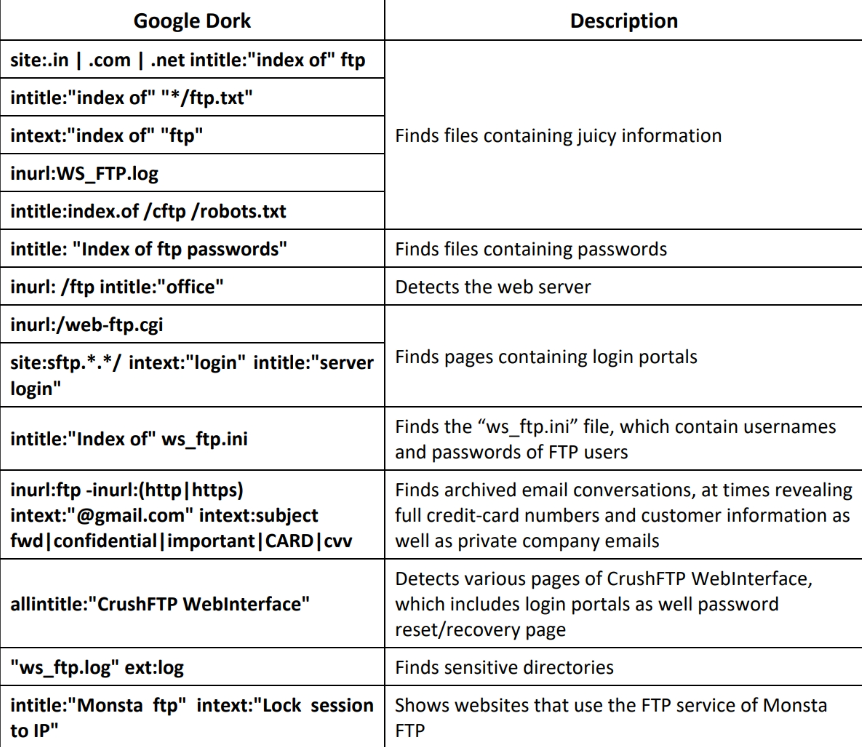 Google Dork
Description
site:.in | .com | .net intitle:"index of" ftp
intitle:"index of" "*/ftp.txt"
intext:"index of" "ftp"
inurl:WS_FTP.log
intitle:index.of /cftp /robots.txt
Finds files containing juicy information
intitle: "Index of ftp passwords"
Finds files containing passwords
inurl: /ftp intitle:"office"
Detects the web server
inurl:/web-ftp.cgi
site:sftp.*.*/ intext:"login" intitle:"server
login"
Finds pages containing login portals
intitle:"Index of" ws_ftp.ini
Finds the “ws_ftp.ini” file, which contain usernames
and passwords of FTP users
inurl:ftp -inurl:(http|https)
intext:"@gmail.com" intext:subject
fwd|confidential|important|CARD|cvv
Finds archived email conversations, at times revealing
full credit-card numbers and customer information as
well as private company emails
allintitle:"CrushFTP WebInterface"
Detects various pages of CrushFTP WebInterface,
which includes login portals as well password
reset/recovery page
"ws_ftp.log" ext:log
Finds sensitive directories
intitle:"Monsta ftp" intext:"Lock session
to IP"
Shows websites that use the FTP service of Monsta
FTP